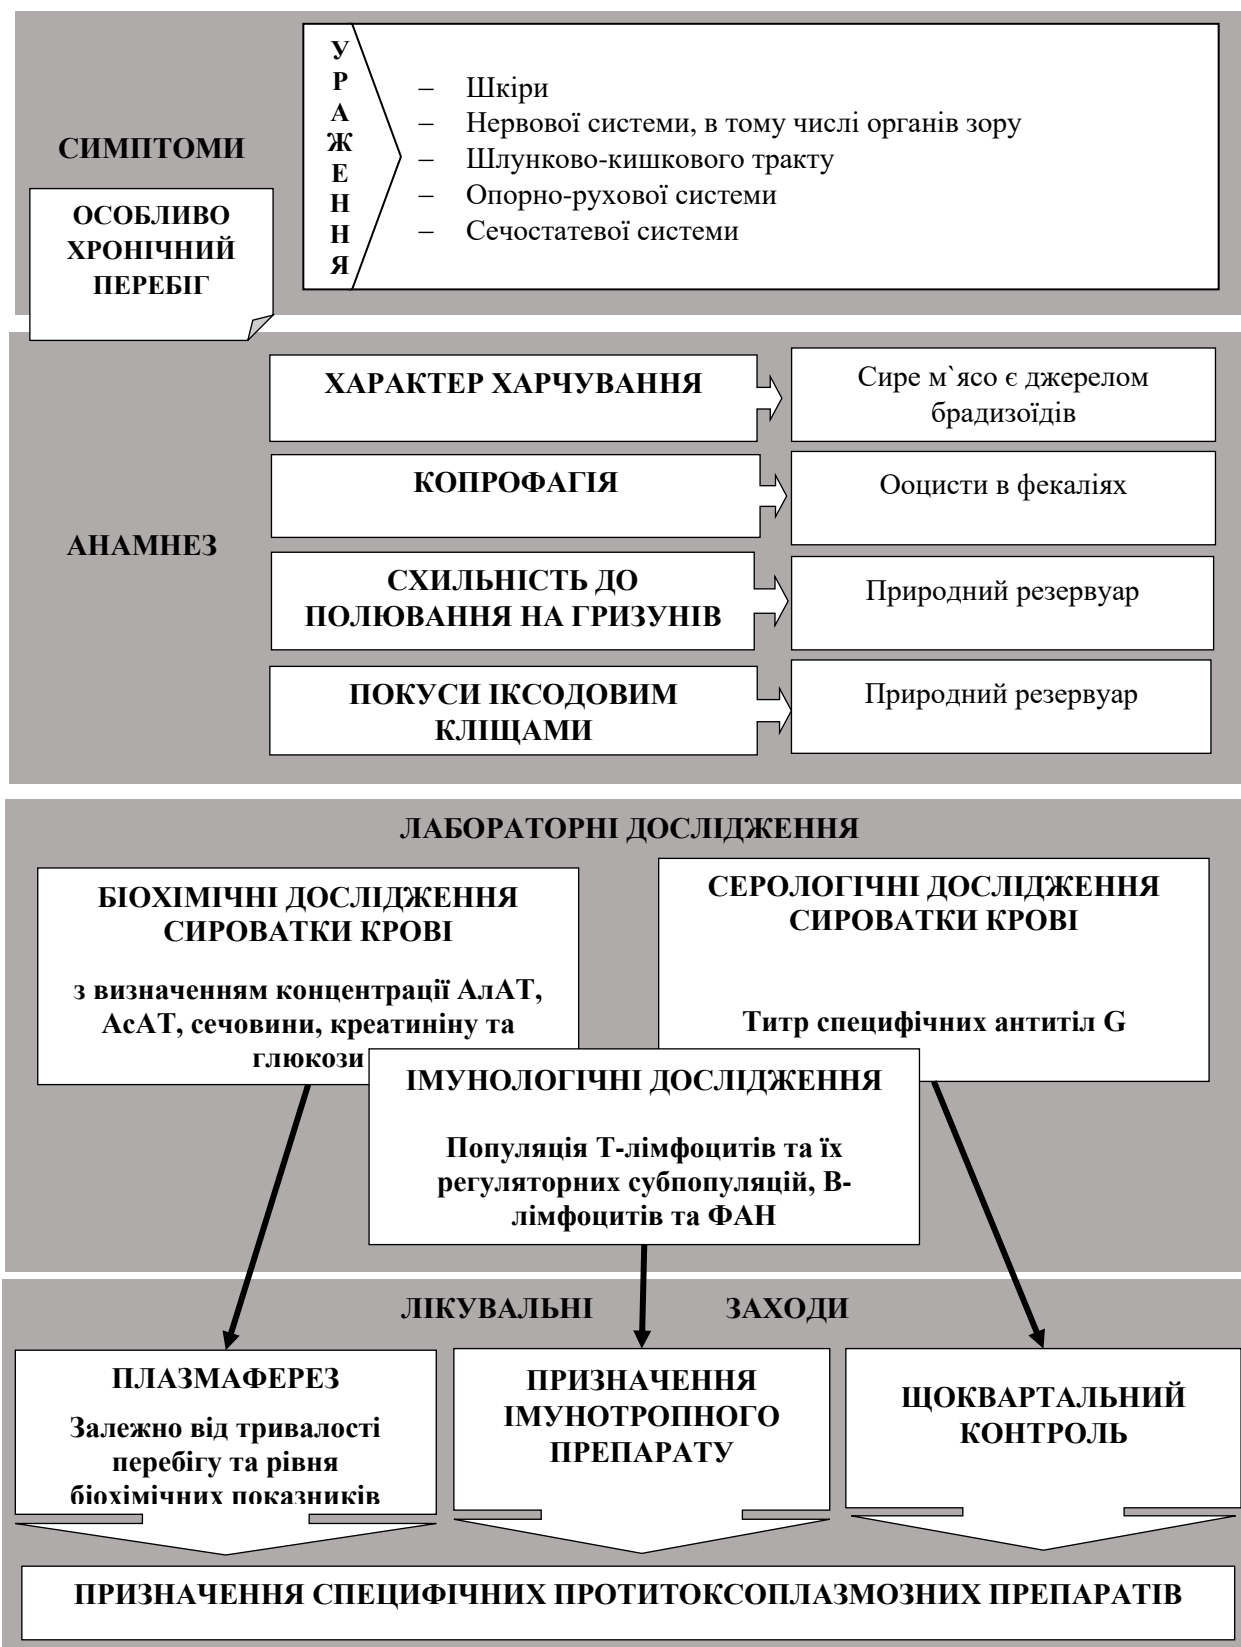 СИМПТОМИ
ОСОБЛИВО
ХРОНІЧНИЙ
ПЕРЕБІГ
УРАЖЕННЯ
– Шкіри
– Нервової системи, в тому числі органів зору
– Шлунково-кишкового тракту
– Опорно-рухової системи
– Сечостатевої системи
АНАМНЕЗ
ХАРАКТЕР ХАРЧУВАННЯ
Сире м`ясо є джерелом
брадизоїдів
КОПРОФАГІЯ
Ооцисти в фекаліях
СХИЛЬНІСТЬ ДО
ПОЛЮВАННЯ НА ГРИЗУНІВ
Природний резервуар
ПОКУСИ ІКСОДОВИМ
КЛІЩАМИ
Природний резервуар
ЛАБОРАТОРНІ ДОСЛІДЖЕННЯ
БІОХІМІЧНІ ДОСЛІДЖЕННЯ
СИРОВАТКИ КРОВІ
з визначенням концентрації АлАТ,
АсАТ, сечовини, креатиніну та
глюкози
СЕРОЛОГІЧНІ ДОСЛІДЖЕННЯ
СИРОВАТКИ КРОВІ
Титр специфічних антитіл G
ІМУНОЛОГІЧНІ ДОСЛІДЖЕННЯ
Популяція Т-лімфоцитів та їх
регуляторних субпопуляцій, В-
лімфоцитів та ФАН
ЛІКУВАЛЬНІ ЗАХОДИ
ПЛАЗМАФЕРЕЗ
Залежно від тривалості
перебігу та рівня
біохімічних показників
ПРИЗНАЧЕННЯ
ІМУНОТРОПНОГО
ПРЕПАРАТУ
ЩОКВАРТАЛЬНИЙ
КОНТРОЛЬ
ПРИЗНАЧЕННЯ СПЕЦИФІЧНИХ ПРОТИТОКСОПЛАЗМОЗНИХ ПРЕПАРАТІВ